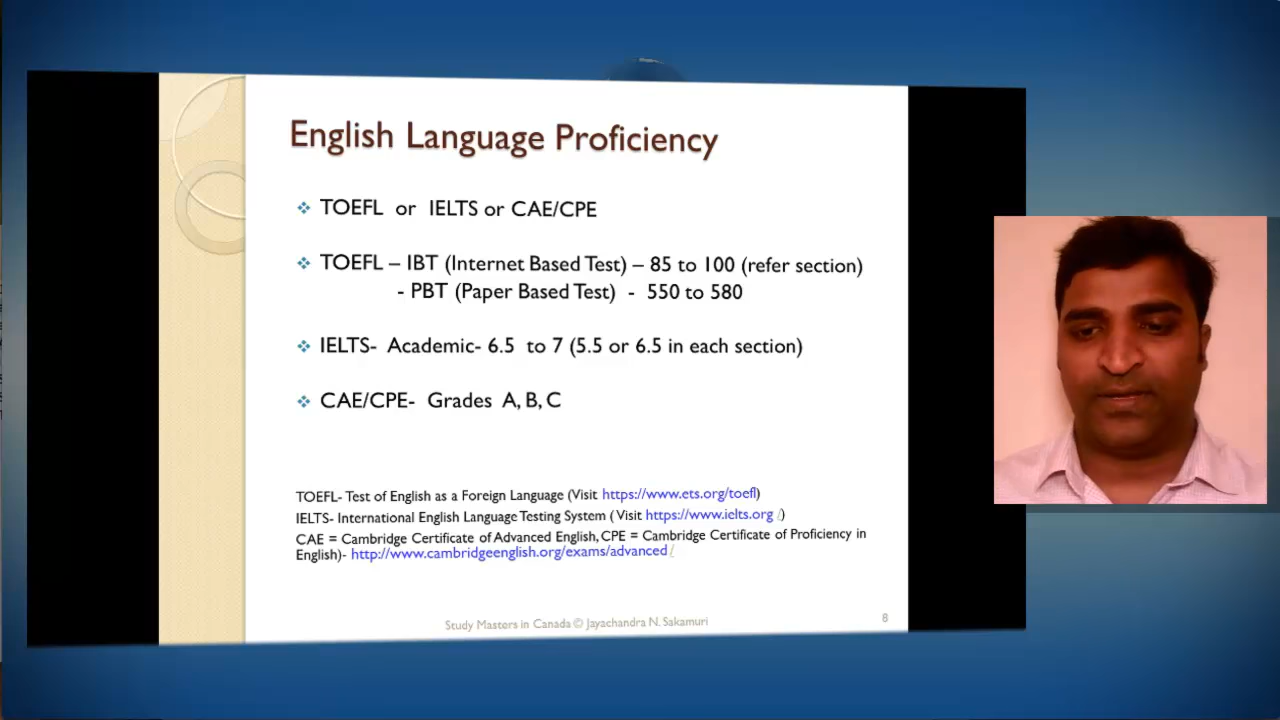 English Language Proficiency
TOEFL or IELTS or CAE/CPE
TOEFL – IBT (Internet Based Test) – 85 to 100 (refer section)
- PBT (Paper Based Test) - 550 to 580
IELTS- Academic- 6.5 to 7 (5.5 or 6.5 in each section)
CAE/CPE- Grades A, B, C
TOEFL- Test of English as a Foreign Language (Visit https://www.ets.org/toefl)
IELTS- International English Language Testing System ( Visit https://www.ielts.org /)
CAE = Cambridge Certificate of Advanced English, CPE = Cambridge Certificate of Proficiency in
English)- http://www.cambridgeenglish.org/exams/advanced /
Study Masters in Canada © Jayachandra N. Sakamuri
8